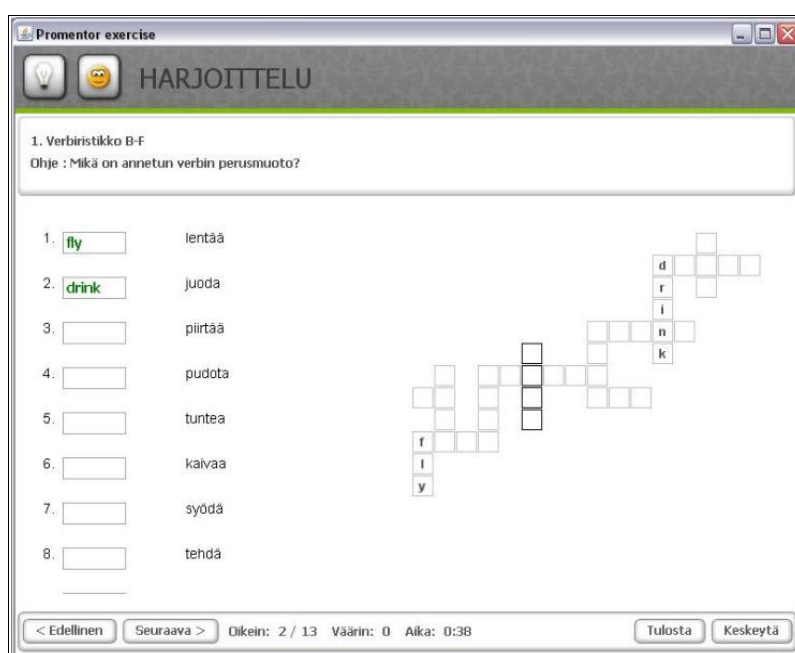 Promentor exercise
HARJOITTELU
1. Verbiristikko B-F
Ohje : Mikä on annetun verbin perusmuoto?
1. fly lentää
2. drink juoda
3. piirtää
4. pudota
5. tuntea
6. kaivaa
7. syödä
8. tehdä
d
r
i
n
k
f
l
y
< Edellinen Seuraava > Oikein: 2 / 13 Väärin: 0 Aika: 0:38 Tulosta Keskeytä